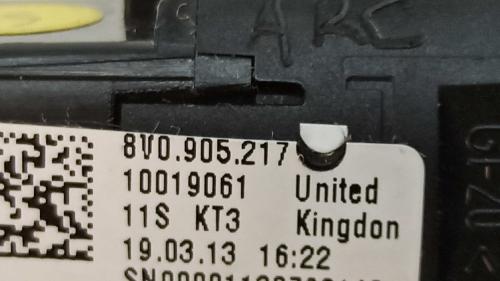 ARC
8V0.905.217
10019061 United
11S KT3 Kingdon
19.03.13 16:22